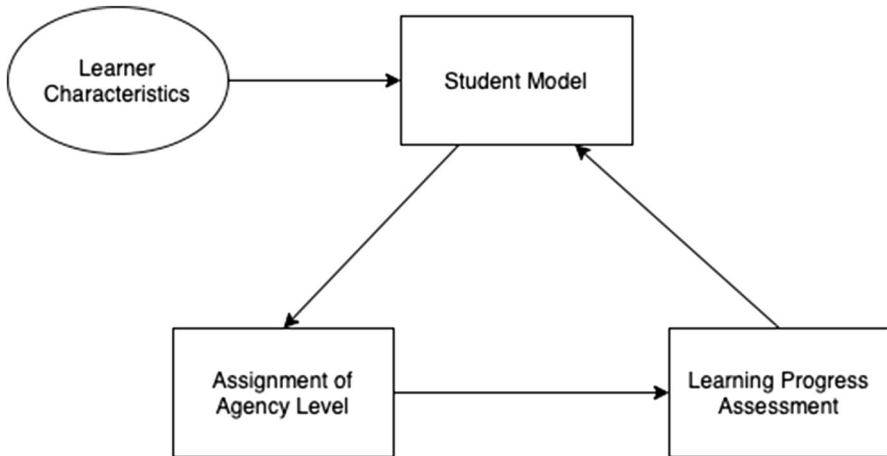 Learner
Characteristics
Student Model
Assignment of
Agency Level
Learning Progress
Assessment